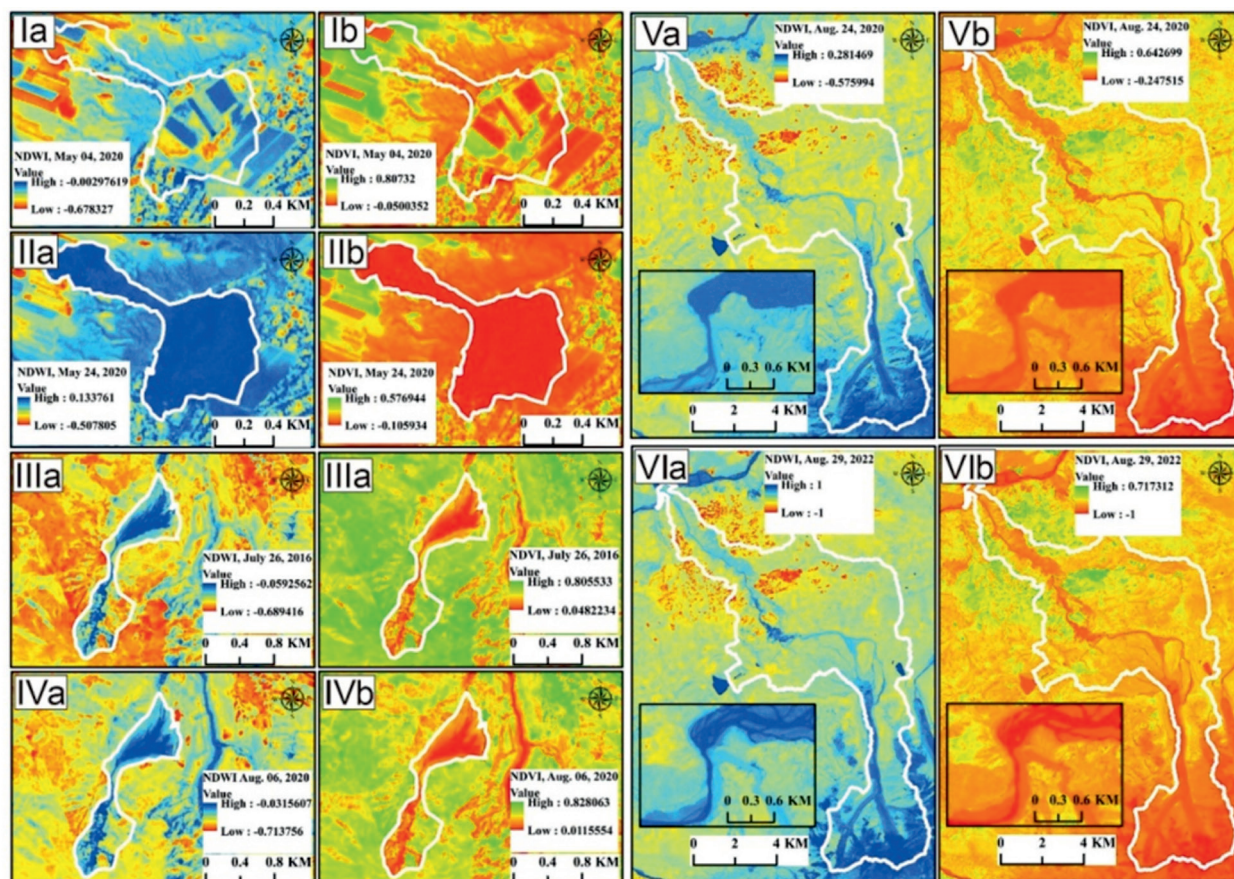 Ia
NDWI, May 04, 2020
Value
High : -0.00297619
Low : -0.678327
0 0.2 0.4 KM
Ib
NDVI, May 04, 2020
Value
High : 0.80732
Low : -0.0500352
0 0.2 0.4 KM
IIa
NDWI, May 24, 2020
Value
High : 0.133761
Low : -0.507805
0 0.2 0.4 KM
IIb
NDVI, May 24, 2020
Value
High : 0.576944
Low : -0.105934
0 0.2 0.4 KM
IIIa
NDWI, July 26, 2016
Value
High : -0.0592562
Low : -0.689416
0 0.4 0.8 KM
IIIa
NDVI, July 26, 2016
Value
High : 0.805533
Low : 0.0482234
0 0.4 0.8 KM
IVa
NDWI Aug. 06, 2020
Value
High : -0.0315607
Low : -0.713756
0 0.4 0.8 KM
IVb
NDVI, Aug. 06, 2020
Value
High : 0.828063
Low : 0.0115554
0 0.4 0.8 KM
Va
NDWI, Aug. 24, 2020
Value
High : 0.281469
Low : -0.575994
0 0.3 0.6 KM
0 2 4 KM
Vb
NDVI, Aug. 24, 2020
Value
High : 0.642699
Low : -0.247515
0 0.3 0.6 KM
0 2 4 KM
VIa
NDWI, Aug. 29, 2022
Value
High : 1
Low : -1
0 0.3 0.6 KM
0 2 4 KM
VIb
NDVI, Aug. 29, 2022
Value
High : 0.717312
Low : -1
0 0.3 0.6 KM
0 2 4 KM